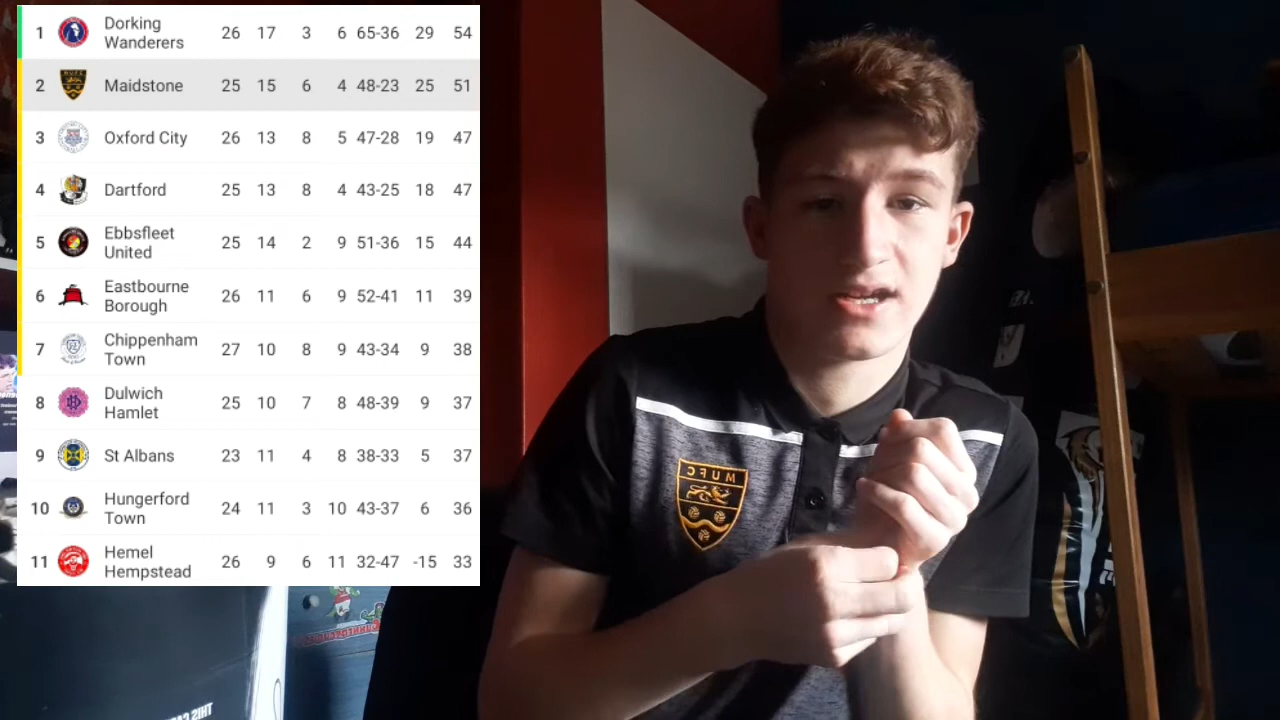 1 Dorking Wanderers 26 17 3 6 65-36 29 54
2 Maidstone 25 15 6 4 48-23 25 51
3 Oxford City 26 13 8 5 47-28 19 47
4 Dartford 25 13 8 4 43-25 18 47
5 Ebbsfleet United 25 14 2 9 51-36 15 44
6 Eastbourne Borough 26 11 6 9 52-41 11 39
7 Chippenham Town 27 10 8 9 43-34 9 38
8 Dulwich Hamlet 25 10 7 8 48-39 9 37
9 St Albans 23 11 4 8 38-33 5 37
10 Hungerford Town 24 11 3 10 43-37 6 36
11 Hemel Hempstead 26 9 6 11 32-47 -15 33
MUFC
THIS